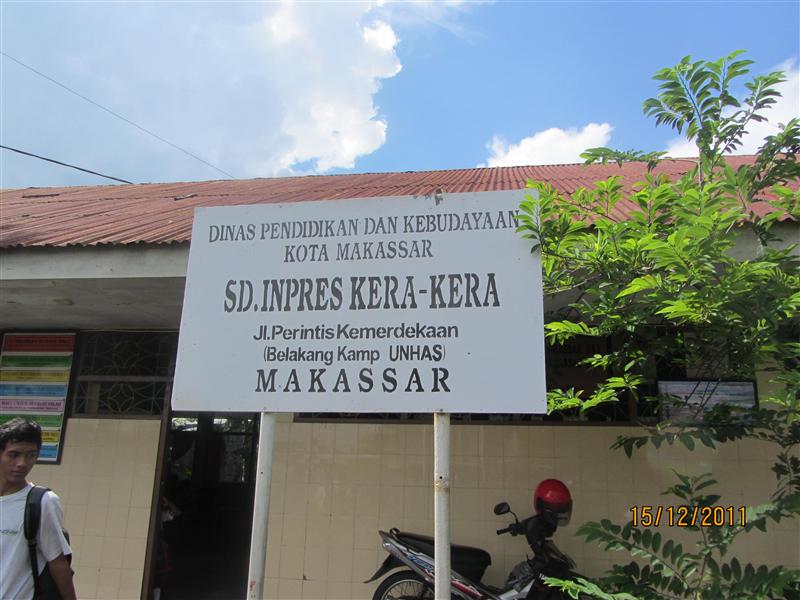 DINAS PENDIDIKAN DAN KEBUDAYAAN
KOTA MAKASSAR
SD.INPRES KERA-KERA
Jl.Perintis Kemerdekaan
(Belakang Kamp UNHAS)
MAKASSAR
15/12/2011